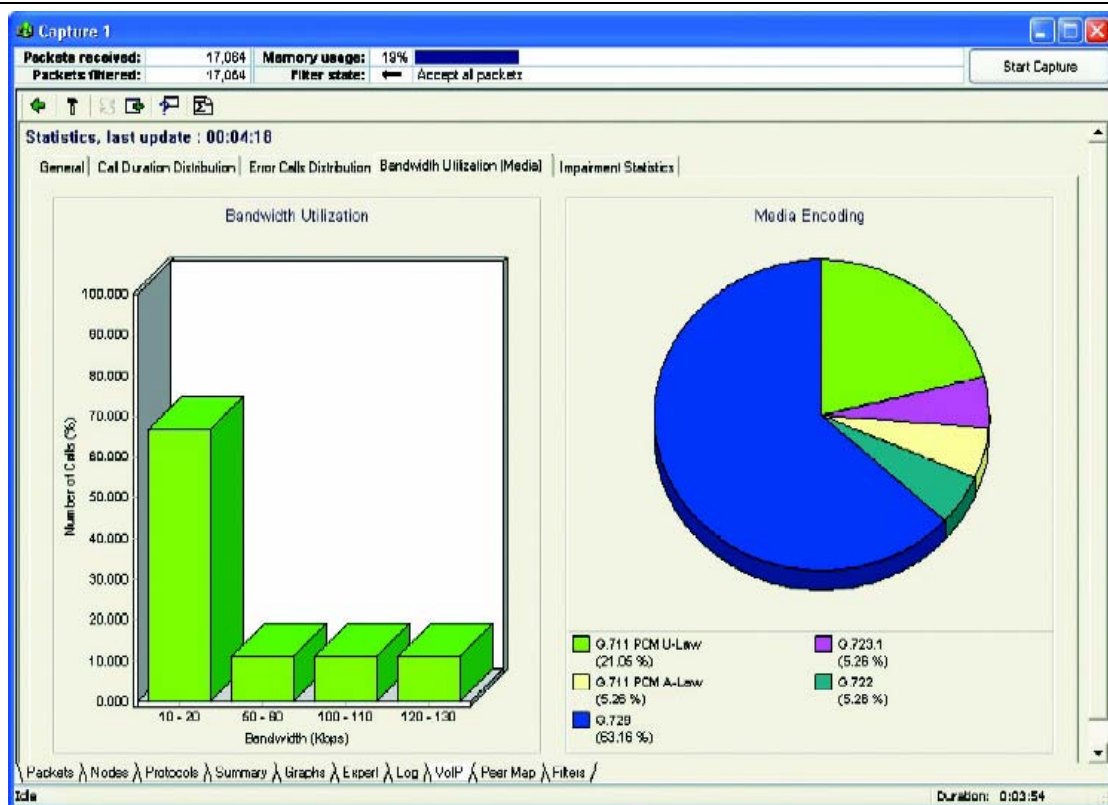 Capture 1
Packets received: 17,064 Memory usage: 19%
Packets filtered: 17,064 Filter state: Accept all packets
Start Capture
Statistics, last update : 00:04:18
General Call Duration Distribution Error Calls Distribution Bandwidth Utilization (Media) Impairment Statistics
Bandwidth Utilization
100.000
90.000
80.000
70.000
60.000
50.000
40.000
30.000
20.000
10.000
0.000
Number of Calls (%)
10 - 20
100 - 110 120 - 130
Bandwidth (Kbps)
Media Encoding
G.711 PCM U-Law
(21.05 %)
G.723.1
(5.26 %)
G.711 PCM A-Law
(5.26 %)
G.722
(5.26 %)
G.729
(63.16 %)
Packets Nodes Protocols Summary Graphs Expert Log VoIP Peer Map Filters
Idle
Duration: 0:03:54